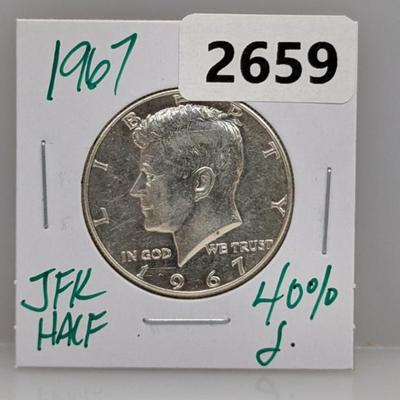 1967
2659
LIBERTY
IN GOD WE TRUST
1967
JFK
HALF
40%
S.